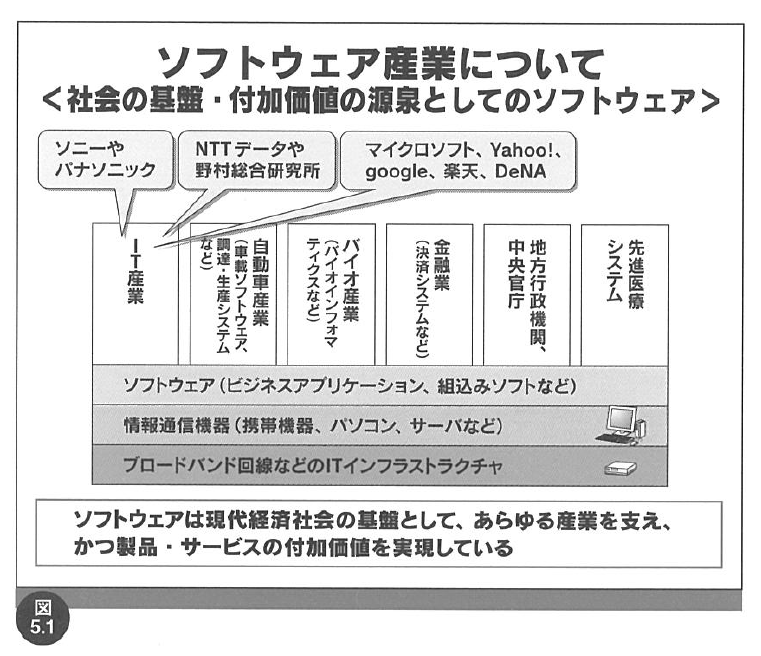 ソフトウェア産業について
＜社会の基盤・付加価値の源泉としてのソフトウェア＞
ソニーや
パナソニック
NTTデータや
野村総合研究所
マイクロソフト、Yahoo!、
google、楽天、DeNA
IT産業
自動車産業
(車載ソフトウェア、
調達・生産システム
など)
バイオ産業
(バイオインフォマ
ティクスなど)
金融業
(決済システムなど)
地方行政機関、
中央官庁
先進医療
システム
ソフトウェア(ビジネスアプリケーション、組込みソフトなど)
情報通信機器(携帯機器、パソコン、サーバなど)
ブロードバンド回線などのITインフラストラクチャ
ソフトウェアは現代経済社会の基盤として、あらゆる産業を支え、
かつ製品・サービスの付加価値を実現している
図
5.1